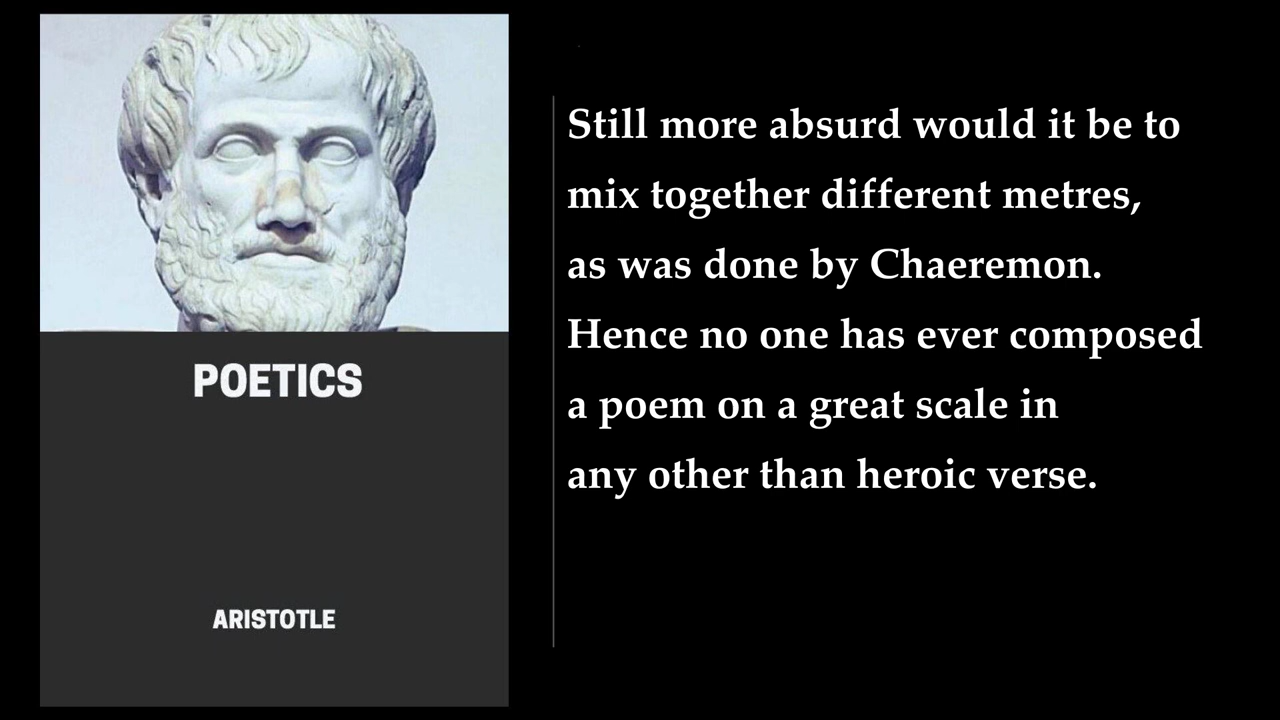 POETICS
ARISTOTLE
Still more absurd would it be to
mix together different metres,
as was done by Chaeremon.
Hence no one has ever composed
a poem on a great scale in
any other than heroic verse.